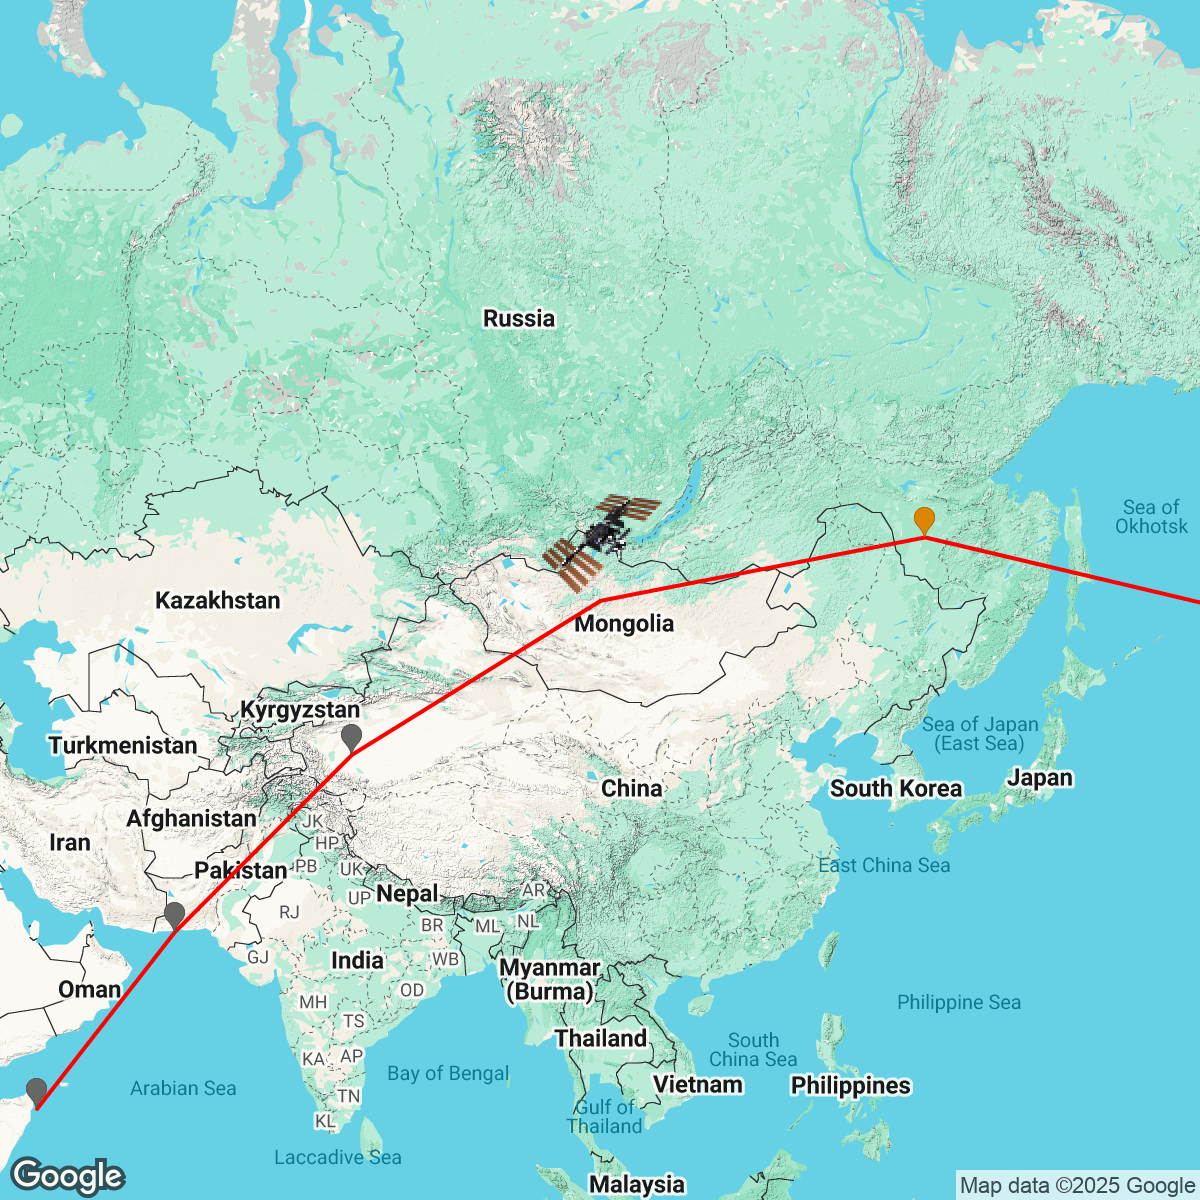 Russia
Sea of
Okhotsk
Kazakhstan
Mongolia
Kyrgyzstan
Sea of Japan
(East Sea)
Turkmenistan
Japan
China
South Korea
Afghanistan
JK
Iran
HP
East China Sea
Pakistan
PB
UK
Nepal
AR
UP
RJ
NL
BR
ML
GJ
India
WB
Myanmar
(Burma)
Oman
OD
MH
Philippine Sea
TS
Thailand
South
China Sea
KA
AP
Bay of Bengal
Arabian Sea
Vietnam
Philippines
TN
Gulf of
Thailand
KL
Laccadive Sea
Google
Malaysia
Map data ©2025 Google